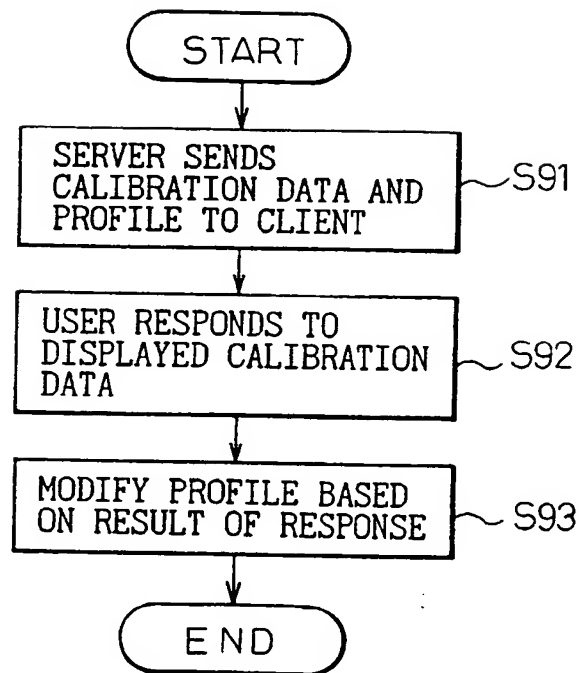 START
SERVER SENDS
CALIBRATION DATA AND
PROFILE TO CLIENT
S91
USER RESPONDS TO
DISPLAYED CALIBRATION
DATA
S92
MODIFY PROFILE BASED
ON RESULT OF RESPONSE
S93
END